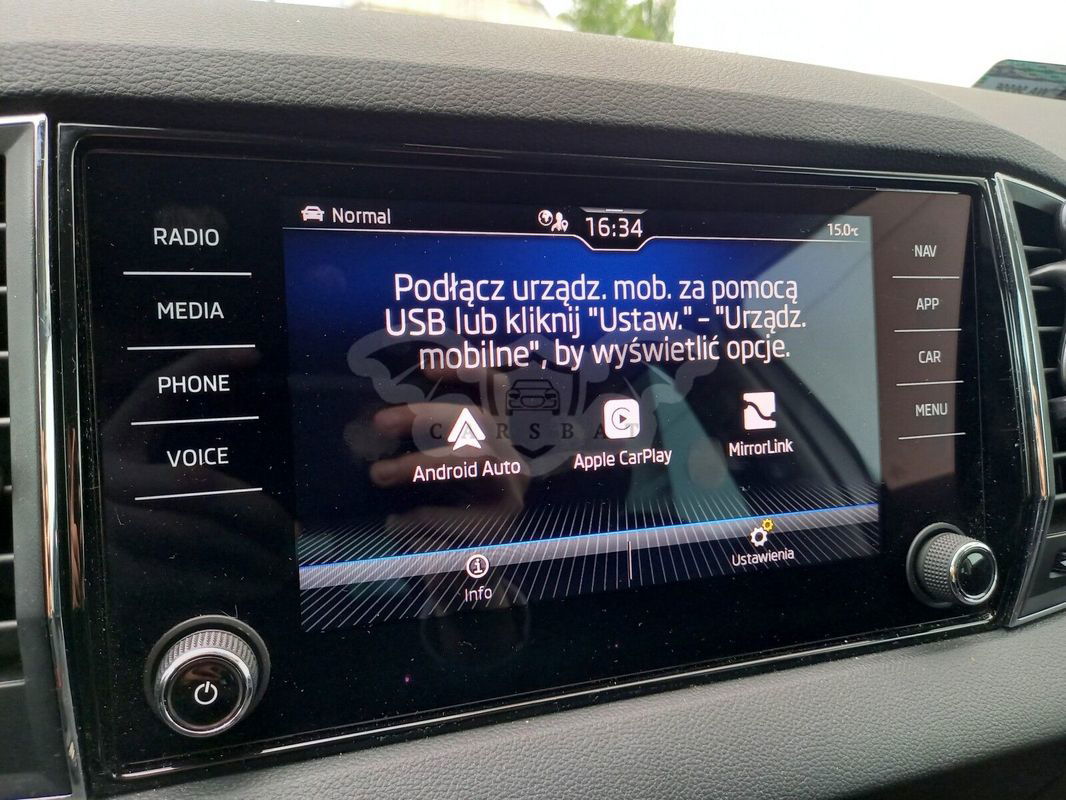 Normal
16:34
15.0°C
RADIO
MEDIA
PHONE
VOICE
Podłącz urządz. mob. za pomocą
USB lub kliknij "Ustaw." – "Urządz.
mobilne", by wyświetlić opcje.
CARSBAT
Android Auto
Apple CarPlay
MirrorLink
Info
Ustawienia
NAV
APP
CAR
MENU